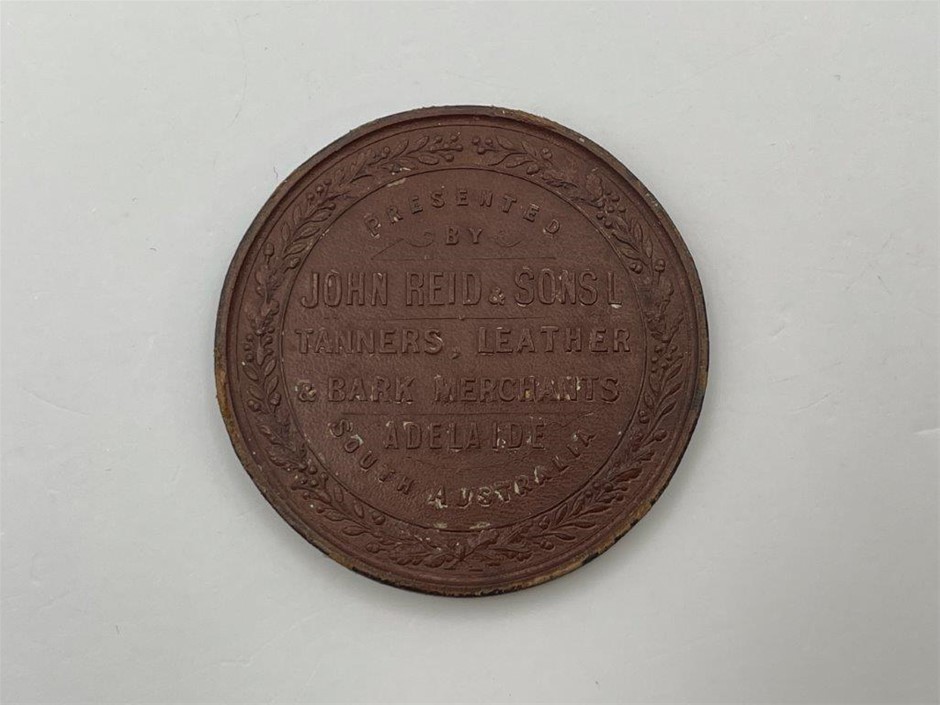 PRESENTED
BY
JOHN REID & SONS L
TANNERS, LEATHER
& BARK MERCHANTS
ADELAIDE
SOUTH AUSTRALIA